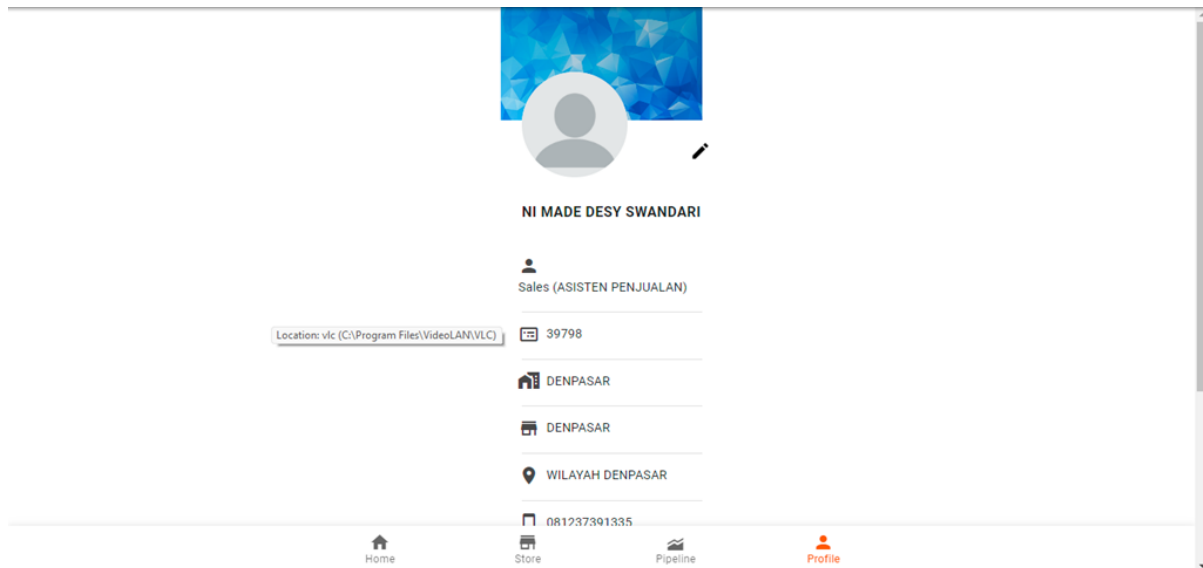 NI MADE DESY SWANDARI
Sales (ASISTEN PENJUALAN)
Location: vlc (C:\Program Files\VideoLAN\VLC)
39798
DENPASAR
DENPASAR
WILAYAH DENPASAR
081237391335
Home
Store
Pipeline
Profile